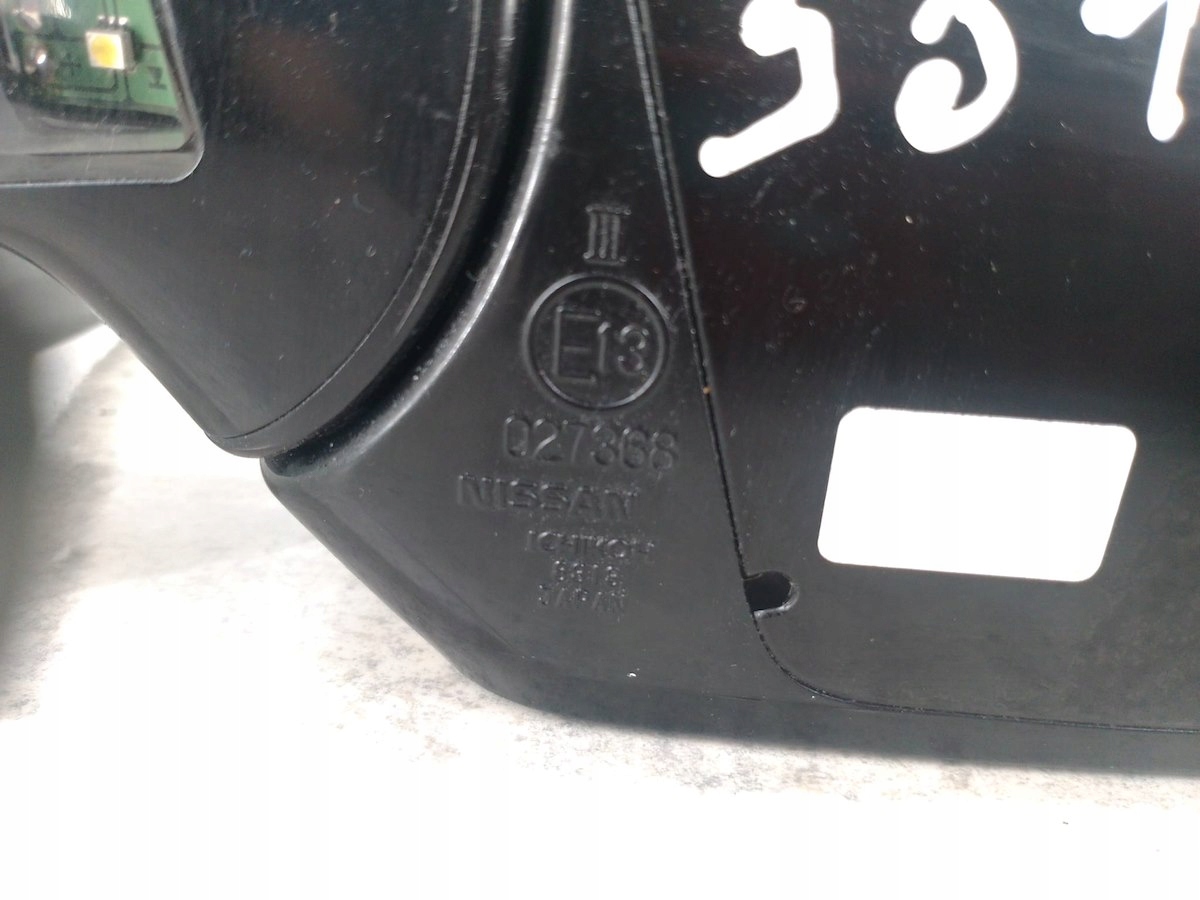 III
E13
027368
NISSAN
ICHIKOH
JAPAN